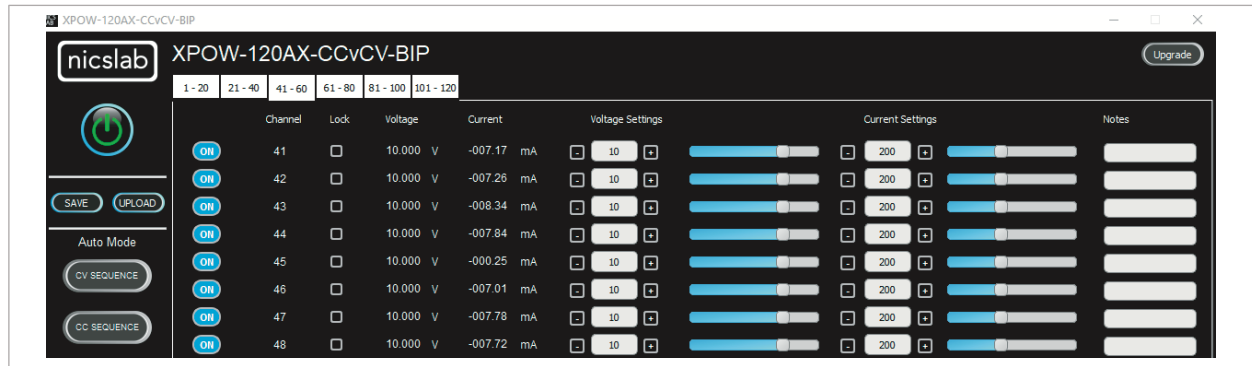 XPOW-120AX-CCvCV-BIP
nicslab XPOW-120AX-CCvCV-BIP Upgrade
1 - 20 21 - 40 41 - 60 61 - 80 81 - 100 101 - 120
Channel Lock Voltage Current Voltage Settings Current Settings Notes
ON 41 10.000 V -007.17 mA - 10 + - 200 +
ON 42 10.000 V -007.26 mA - 10 + - 200 +
SAVE UPLOAD
ON 43 10.000 V -008.34 mA - 10 + - 200 +
Auto Mode
ON 44 10.000 V -007.84 mA - 10 + - 200 +
CV SEQUENCE
ON 45 10.000 V -000.25 mA - 10 + - 200 +
ON 46 10.000 V -007.01 mA - 10 + - 200 +
CC SEQUENCE
ON 47 10.000 V -007.78 mA - 10 + - 200 +
ON 48 10.000 V -007.72 mA - 10 + - 200 +